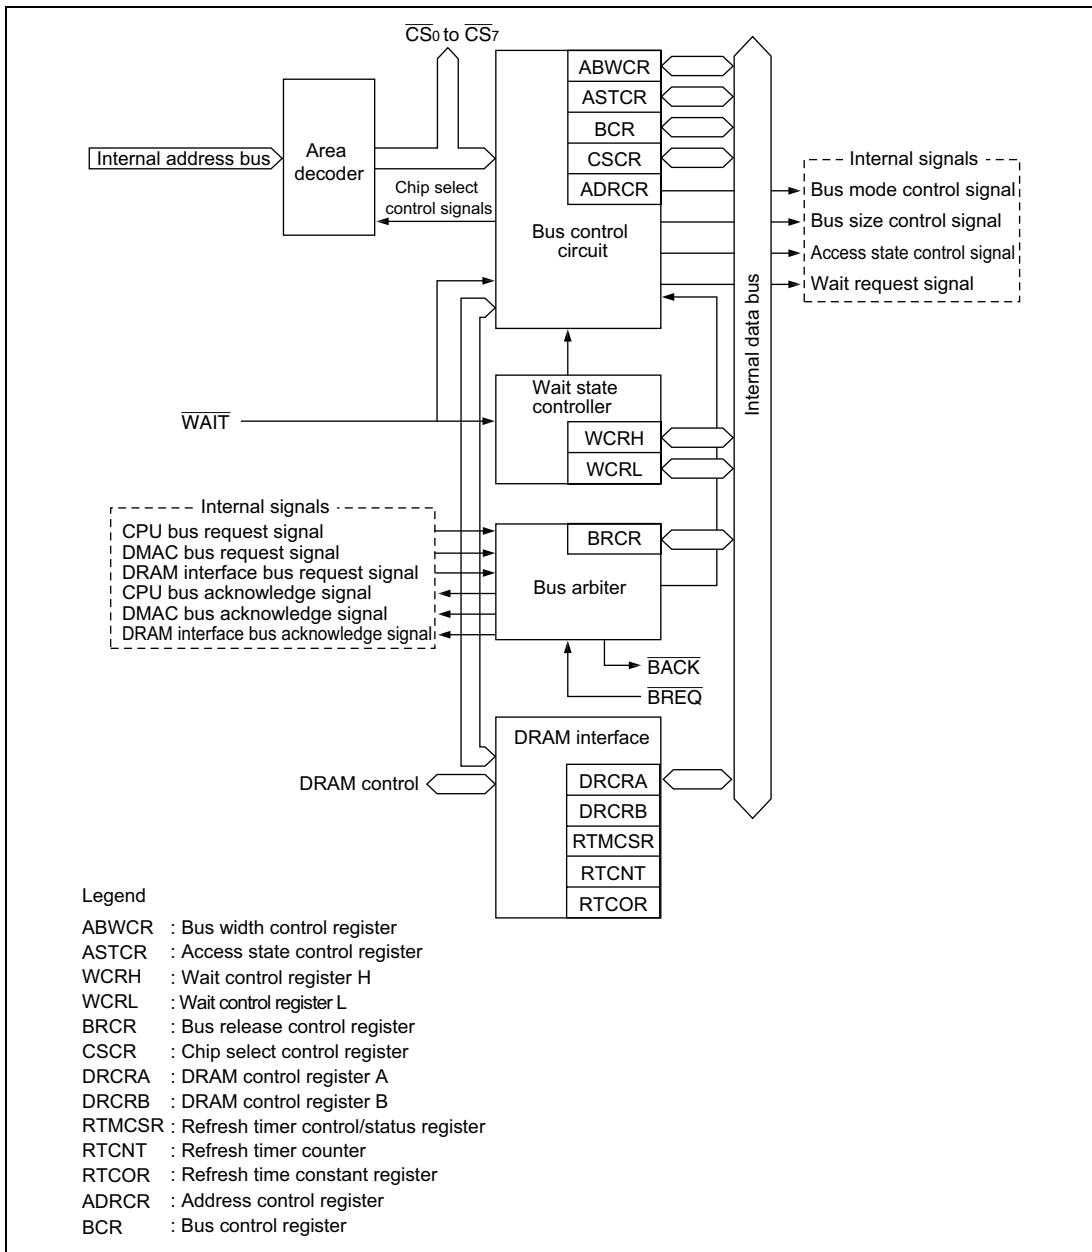 CS0 to CS7
ABWCR
ASTCR
BCR
CSCR
ADRCR
Internal address bus
Area
decoder
Chip select
control signals
Bus control
circuit
Internal signals
Bus mode control signal
Bus size control signal
Access state control signal
Wait request signal
Internal data bus
Wait state
controller
WCRH
WCRL
WAIT
Internal signals
CPU bus request signal
DMAC bus request signal
DRAM interface bus request signal
CPU bus acknowledge signal
DMAC bus acknowledge signal
DRAM interface bus acknowledge signal
BRCR
Bus arbiter
BACK
BREQ
DRAM interface
DRAM control
DRCRA
DRCRB
RTMCSR
RTCNT
RTCOR
Legend
ABWCR : Bus width control register
ASTCR : Access state control register
WCRH : Wait control register H
WCRL : Wait control register L
BRCR : Bus release control register
CSCR : Chip select control register
DRCRA : DRAM control register A
DRCRB : DRAM control register B
RTMCSR : Refresh timer control/status register
RTCNT : Refresh timer counter
RTCOR : Refresh time constant register
ADRCR : Address control register
BCR : Bus control register